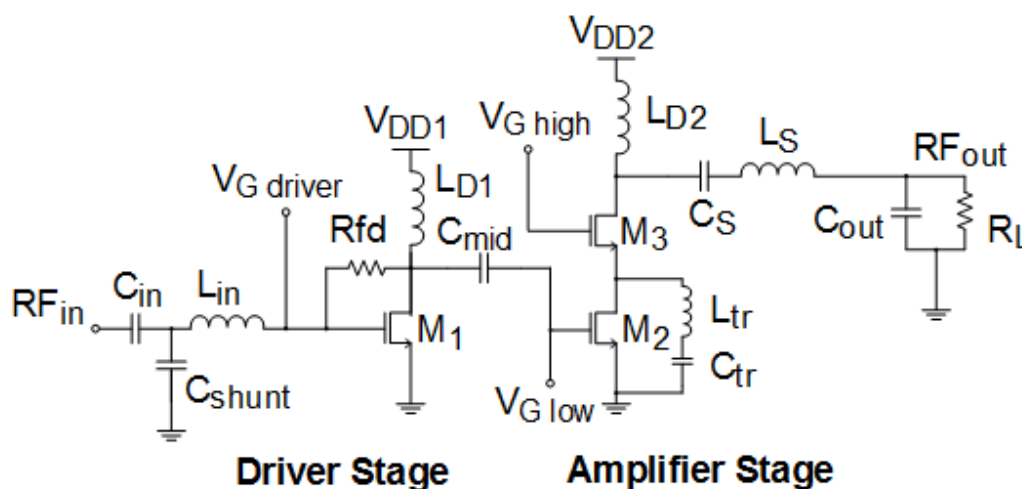 VDD2
VG high
LD2
VDD1
LS
RFout
VG driver
LD1
Rfd
Cmid
CS
Cout
RL
M3
Cin
Lin
RFin
M1
M2
Ltr
Cshunt
Ctr
VG low
Driver Stage
Amplifier Stage